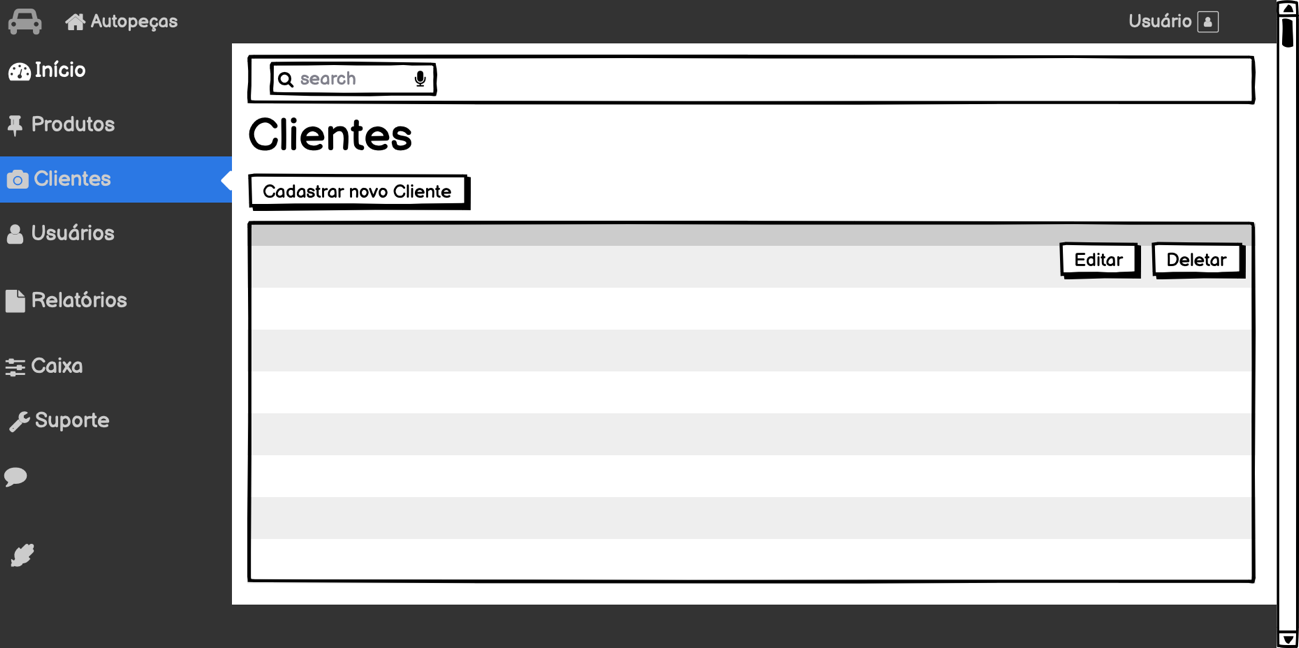 Autopeças
Usuário
Início
Produtos
Clientes
Usuários
Relatórios
Caixa
Suporte
search
Clientes
Cadastrar novo Cliente
Editar
Deletar